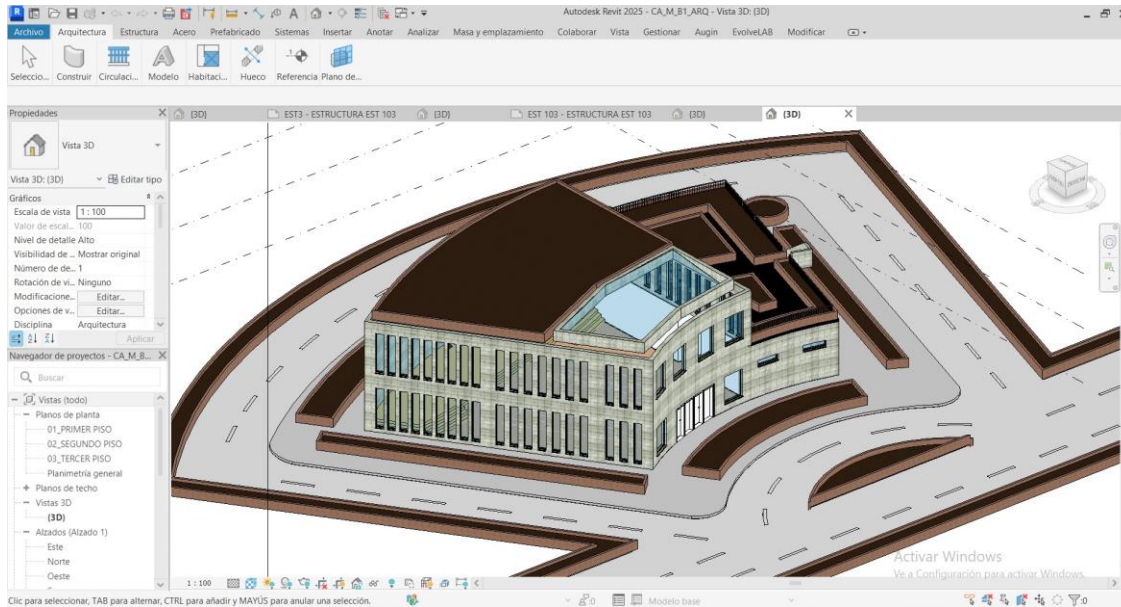 Autodesk Revit 2025 - CA_M_B1_ARQ - Vista 3D: {3D}
Archivo Arquitectura Estructura Acero Prefabricado Sistemas Insertar Anotar Analizar Masa y emplazamiento Colaborar Vista Gestionar Augin EvolveLAB Modificar
Seleccio... Construir Circulaci... Modelo Habitaci... Hueco Referencia Plano de...
Propiedades
{3D} EST3 - ESTRUCTURA EST 103 {3D} EST 103 - ESTRUCTURA EST 103 {3D} {3D}
Vista 3D
Vista 3D: {3D} Editar tipo
Gráficos
Escala de vista 1 : 100
Valor de escal... 100
Nivel de detalle Alto
Visibilidad de ... Mostrar original
Número de de... 1
Rotación de vi... Ninguno
Modificacione... Editar...
Opciones de v... Editar...
Disciplina Arquitectura
Aplicar
Navegador de proyectos - CA_M_B...
Buscar
Vistas (todo)
Planos de planta
01_PRIMER PISO
02_SEGUNDO PISO
03_TERCER PISO
Planimetría general
Planos de techo
Vistas 3D
{3D}
Alzados (Alzado 1)
Este
Norte
Oeste
Activar Windows
Ve a Configuración para activar Windows.
1 : 100
Clic para seleccionar, TAB para alternar, CTRL para añadir y MAYÚS para anular una selección. :0 Modelo base :0